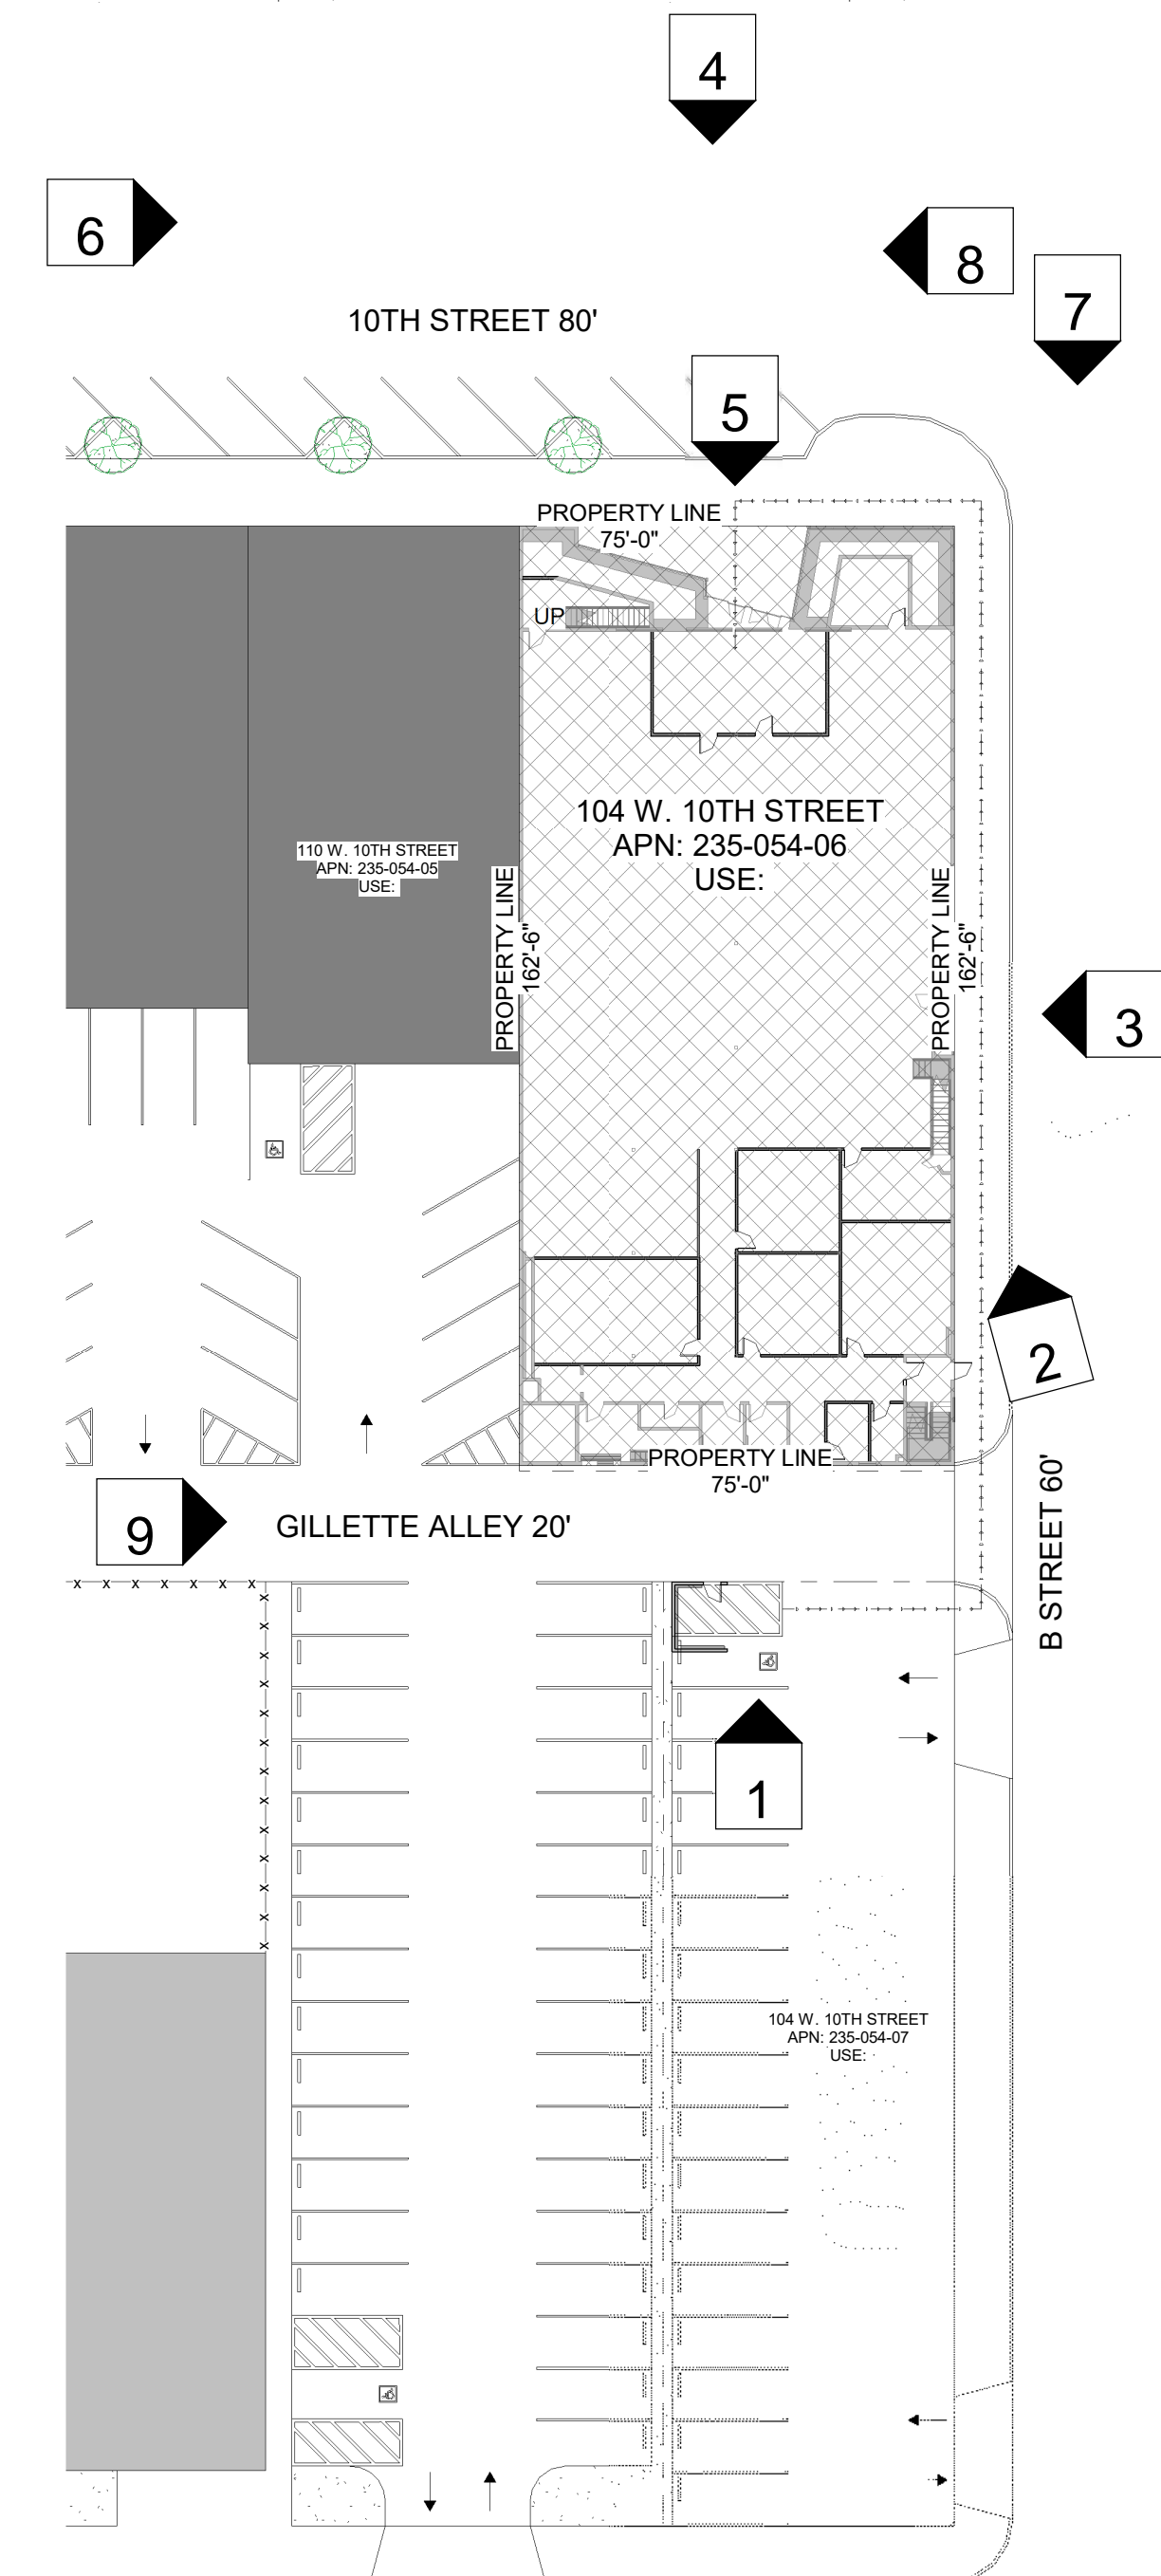 4
6
8
7
10TH STREET 80'
5
PROPERTY LINE
75'-0"
UP
104 W. 10TH STREET
APN: 235-054-06
USE:
110 W. 10TH STREET
APN: 235-054-05
USE:
PROPERTY LINE
162'-6"
PROPERTY LINE
162'-6"
3
2
PROPERTY LINE
75'-0"
9
GILLETTE ALLEY 20'
B STREET 60'
x x x x x x x
x
x
x
x
x
x
x
x
x
x
x
x
x
1
104 W. 10TH STREET
APN: 235-054-07
USE: